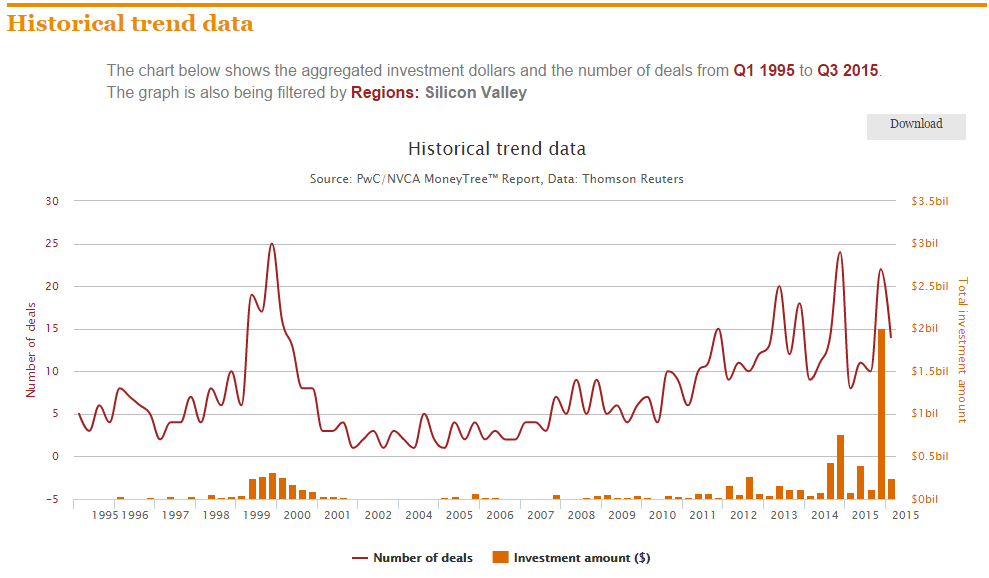 Historical trend data
The chart below shows the aggregated investment dollars and the number of deals from Q1 1995 to Q3 2015.
The graph is also being filtered by Regions: Silicon Valley
Download
Historical trend data
Source: PwC/NVCA MoneyTree™ Report, Data: Thomson Reuters
30
25
20
15
10
5
0
−5
Number of deals
$3.5bil
$3bil
$2.5bil
$2bil
$1.5bil
$1bil
$0.5bil
$0bil
Total investment amount
1995 1996 1997 1998 1999 2000 2001 2002 2004 2005 2006 2007 2008 2009 2010 2011 2012 2013 2014 2015 2015
Number of deals Investment amount ($)